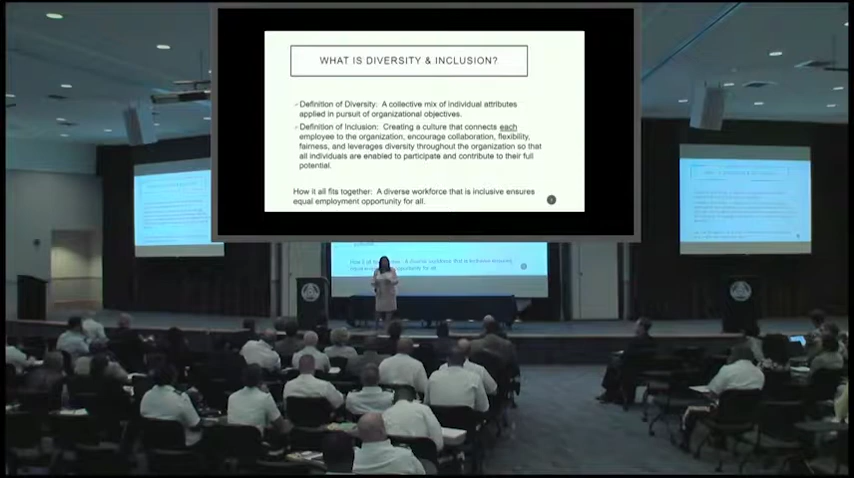 WHAT IS DIVERSITY & INCLUSION?
Definition of Diversity: A collective mix of individual attributes
applied in pursuit of organizational objectives.
Definition of Inclusion: Creating a culture that connects each
employee to the organization, encourage collaboration, flexibility,
fairness, and leverages diversity throughout the organization so that
all individuals are enabled to participate and contribute to their full
potential.
How it all fits together: A diverse workforce that is inclusive ensures
equal employment opportunity for all.